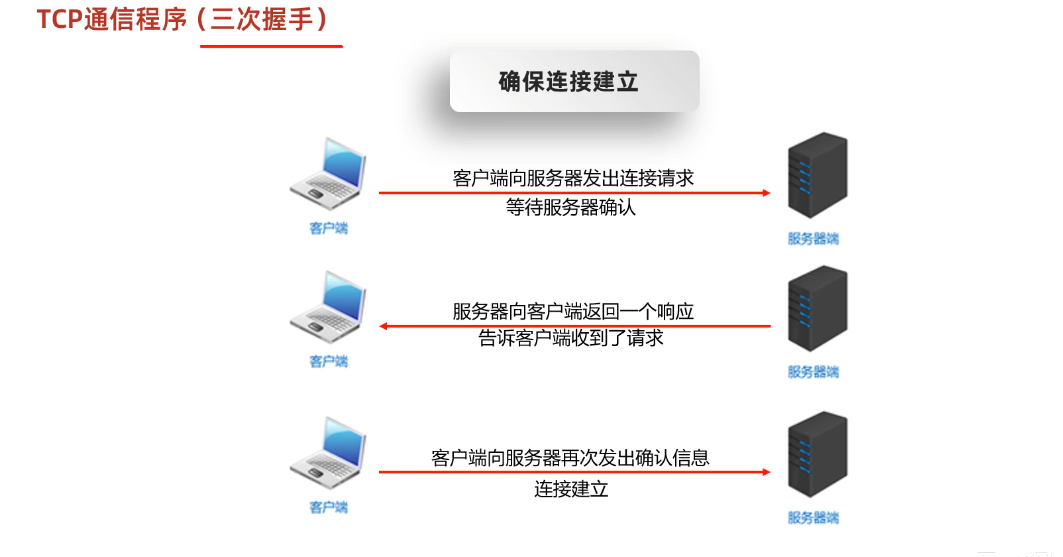 TCP通信程序（三次握手）
确保连接建立
客户端向服务器发出连接请求
等待服务器确认
客户端
服务器端
服务器向客户端返回一个响应
告诉客户端收到了请求
客户端
服务器端
客户端向服务器再次发出确认信息
连接建立
客户端
服务器端